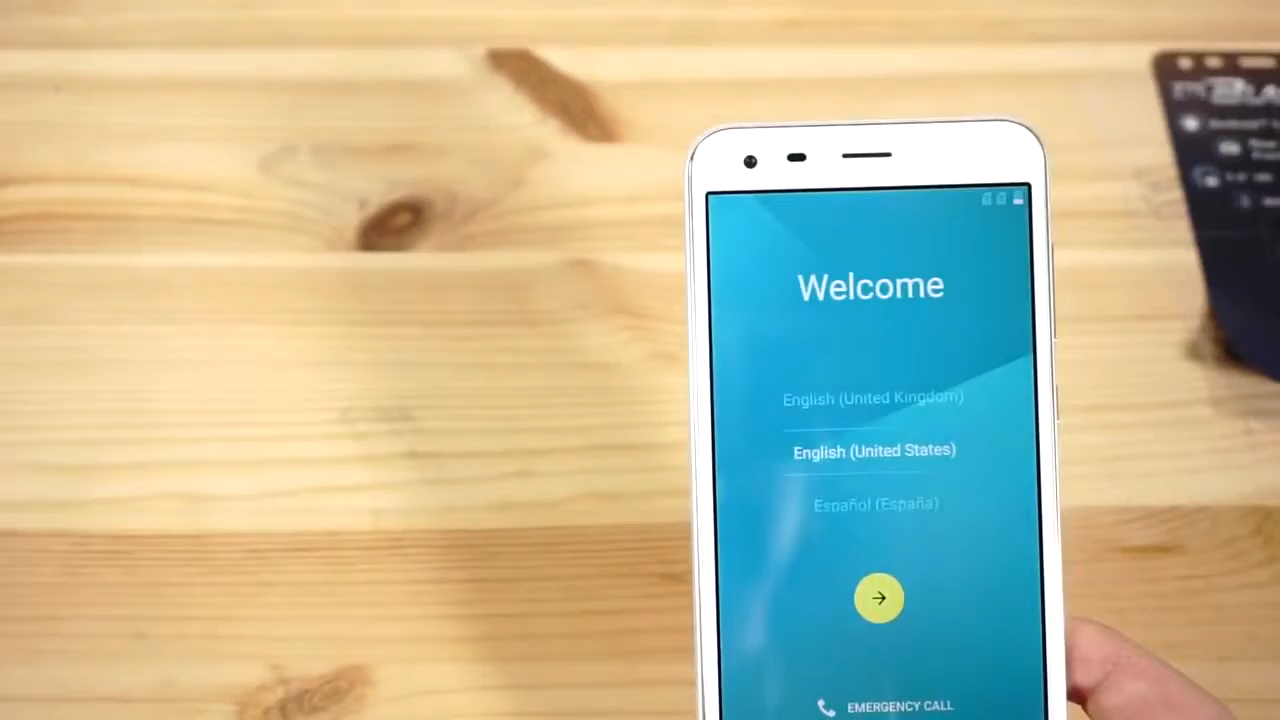 Welcome
English (United Kingdom)
English (United States)
Español (España)
EMERGENCY CALL